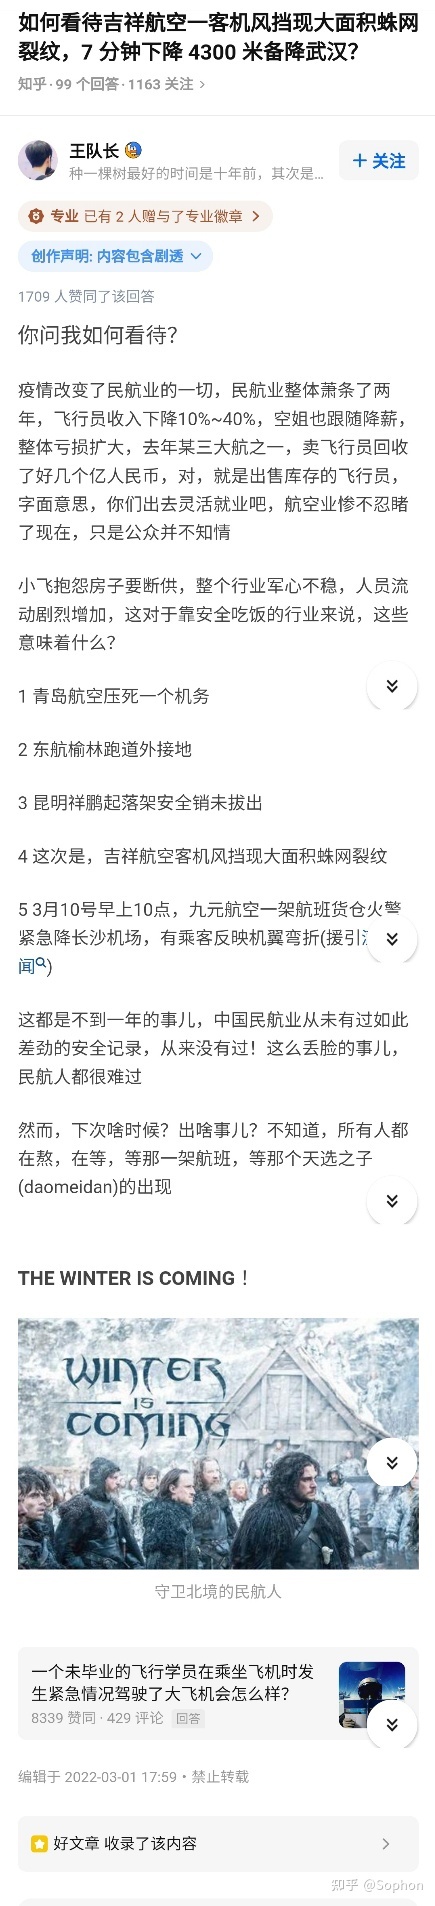 如何看待吉祥航空一客机风挡现大面积蛛网
裂纹，7 分钟下降 4300 米备降武汉？
知乎 · 99 个回答 · 1163 关注 >
王队长
种一棵树最好的时间是十年前，其次是...
+ 关注
专业 已有 2 人赠与了专业徽章 >
创作声明: 内容包含剧透
1709 人赞同了该回答
你问我如何看待？
疫情改变了民航业的一切，民航业整体萧条了两
年，飞行员收入下降10%~40%，空姐也跟随降薪，
整体亏损扩大，去年某三大航之一，卖飞行员回收
了好几个亿人民币，对，就是出售库存的飞行员，
字面意思，你们出去灵活就业吧，航空业惨不忍睹
了现在，只是公众并不知情
小飞抱怨房子要断供，整个行业军心不稳，人员流
动剧烈增加，这对于靠安全吃饭的行业来说，这些
意味着什么？
1 青岛航空压死一个机务
2 东航榆林跑道外接地
3 昆明祥鹏起落架安全销未拔出
4 这次是，吉祥航空客机风挡现大面积蛛网裂纹
5 3月10号早上10点，九元航空一架航班货仓火警
紧急降长沙机场，有乘客反映机翼弯折(援引
闻)
这都是不到一年的事儿，中国民航业从未有过如此
差劲的安全记录，从来没有过！这么丢脸的事儿，
民航人都很难过
然而，下次啥时候？出啥事儿？不知道，所有人都
在熬，在等，等那一架航班，等那个天选之子
(daomeidan)的出现
THE WINTER IS COMING！
WINTER
IS
COMING
守卫北境的民航人
一个未毕业的飞行学员在乘坐飞机时发
生紧急情况驾驶了大飞机会怎么样？
8339 赞同 · 429 评论 回答
编辑于 2022-03-01 17:59 · 禁止转载
好文章 收录了该内容 >
知乎 @Sophon